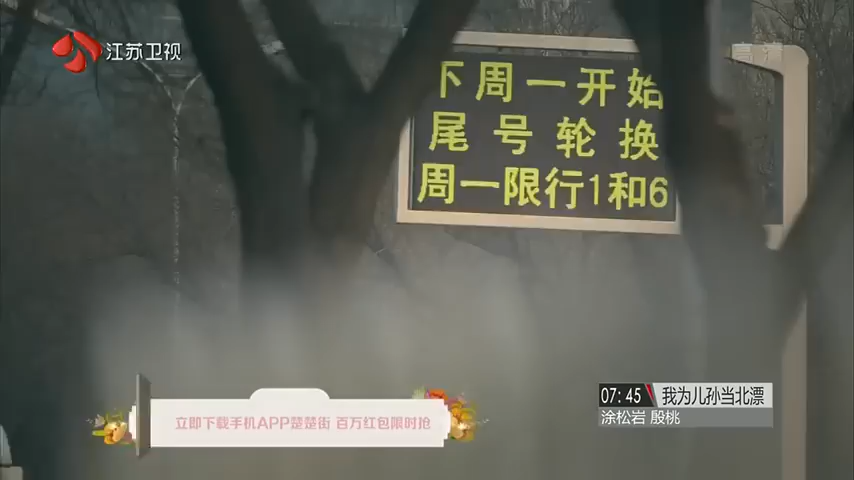 江苏卫视
高清
下周一开始
尾号轮换
周一限行1和6
立即下载手机APP楚楚街 百万红包限时抢
07:45 我为儿孙当北漂
涂松岩 殷桃